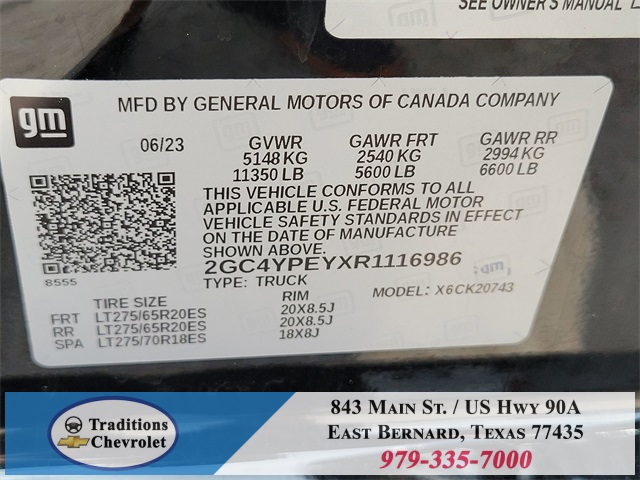 SEE OWNER'S MANUAL
gm
MFD BY GENERAL MOTORS OF CANADA COMPANY
06/23 GVWR GAWR FRT GAWR RR
5148 KG 2540 KG 2994 KG
11350 LB 5600 LB 6600 LB
THIS VEHICLE CONFORMS TO ALL
APPLICABLE U.S. FEDERAL MOTOR
VEHICLE SAFETY STANDARDS IN EFFECT
ON THE DATE OF MANUFACTURE
SHOWN ABOVE.
2GC4YPEYXR1116986
8555
TYPE: TRUCK MODEL: X6CK20743
gm
TIRE SIZE RIM
FRT LT275/65R20ES 20X8.5J
RR LT275/65R20ES 20X8.5J
SPA LT275/70R18ES 18X8J
Traditions
Chevrolet
843 Main St. / US Hwy 90A
East Bernard, Texas 77435
979-335-7000